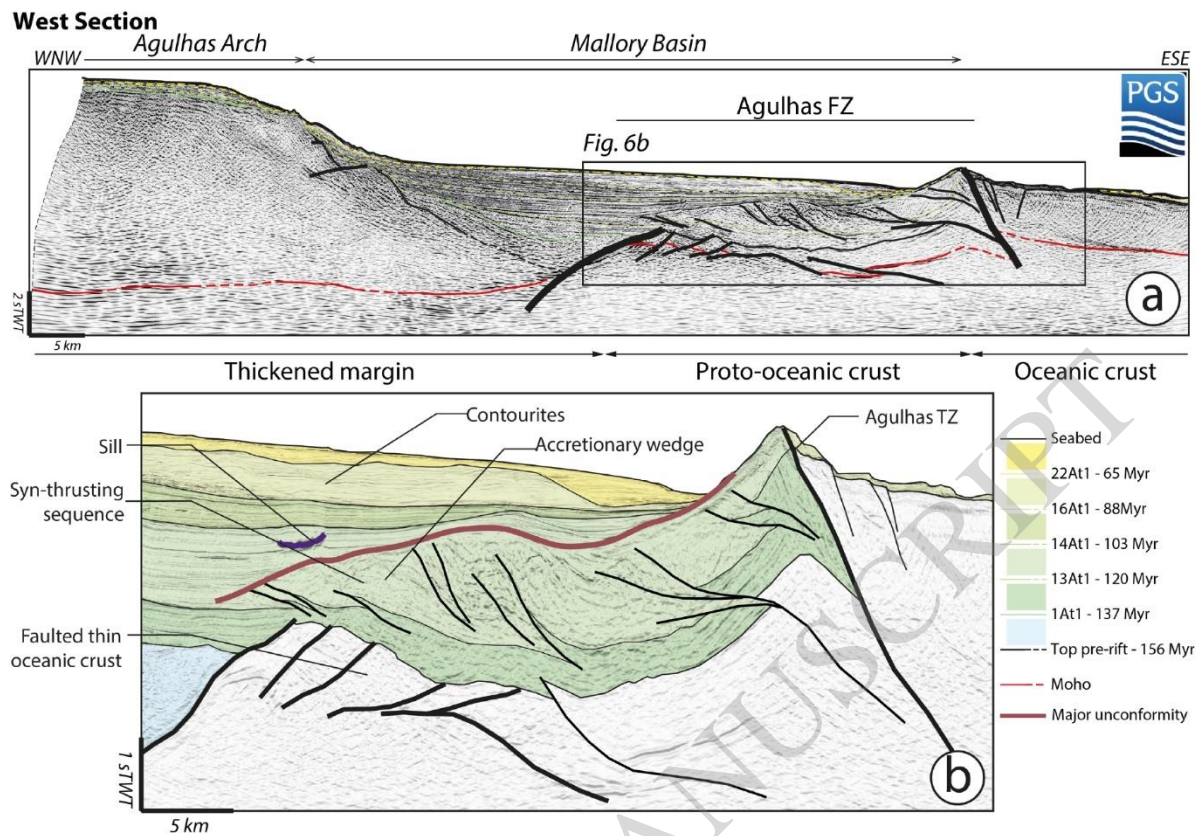 West Section
WNW
Agulhas Arch
Mallory Basin
ESE
PGS
Agulhas FZ
Fig. 6b
2 sTWT
5 km
a
Thickened margin
Proto-oceanic crust
Oceanic crust
Contourites
Agulhas TZ
Sill
Accretionary wedge
Syn-thrusting
sequence
Faulted thin
oceanic crust
Seabed
22At1 - 65 Myr
16At1 - 88Myr
14At1 - 103 Myr
13At1 - 120 Myr
1At1 - 137 Myr
Top pre-rift - 156 Myr
Moho
Major unconformity
1 sTWT
5 km
b
ANUSCRIPT